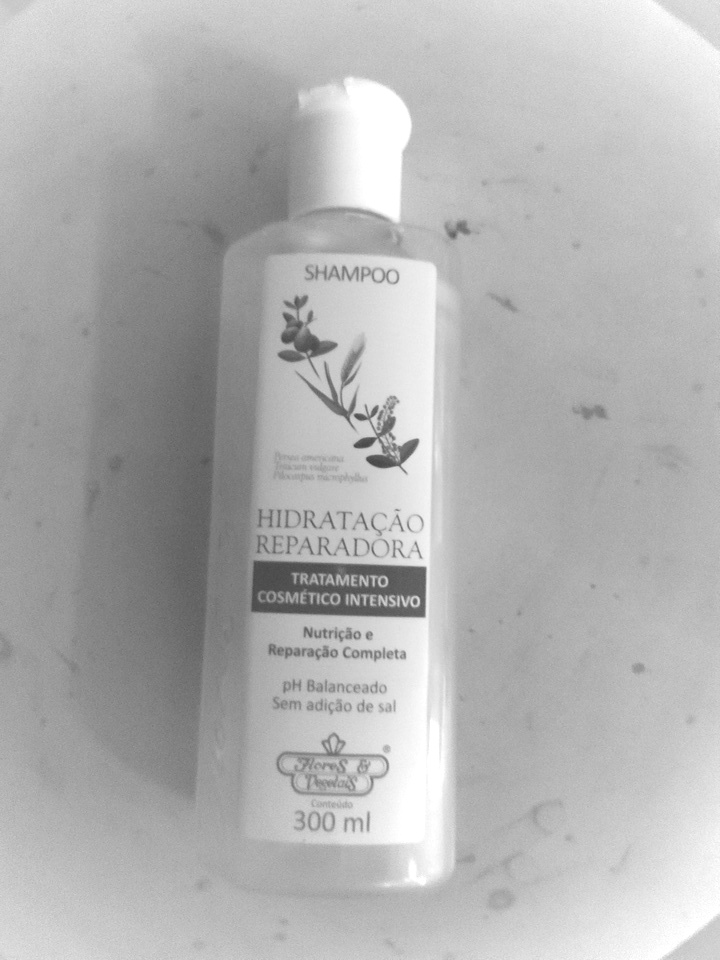 SHAMPOO
Persea americana
Triticum vulgare
Pilocarpus microphyllus
HIDRATAÇÃO
REPARADORA
TRATAMENTO
COSMÉTICO INTENSIVO
Nutrição e
Reparação Completa
pH Balanceado
Sem adição de sal
Flores &
Vegetais
®
Conteúdo
300 ml